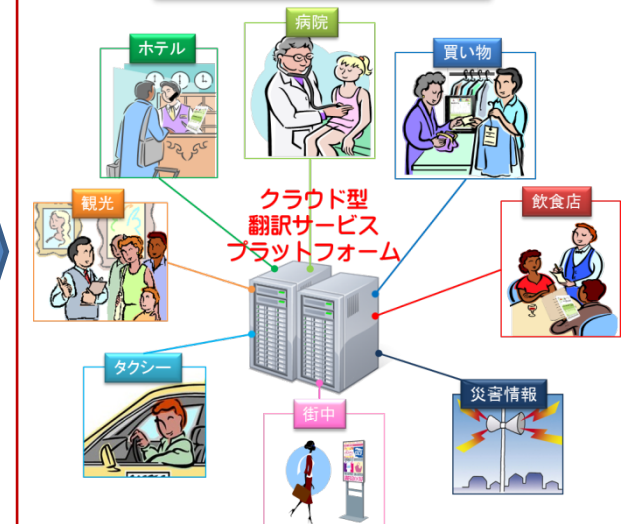 病院
ホテル
買い物
クラウド型
翻訳サービス
プラットフォーム
観光
飲食店
タクシー
街中
災害情報